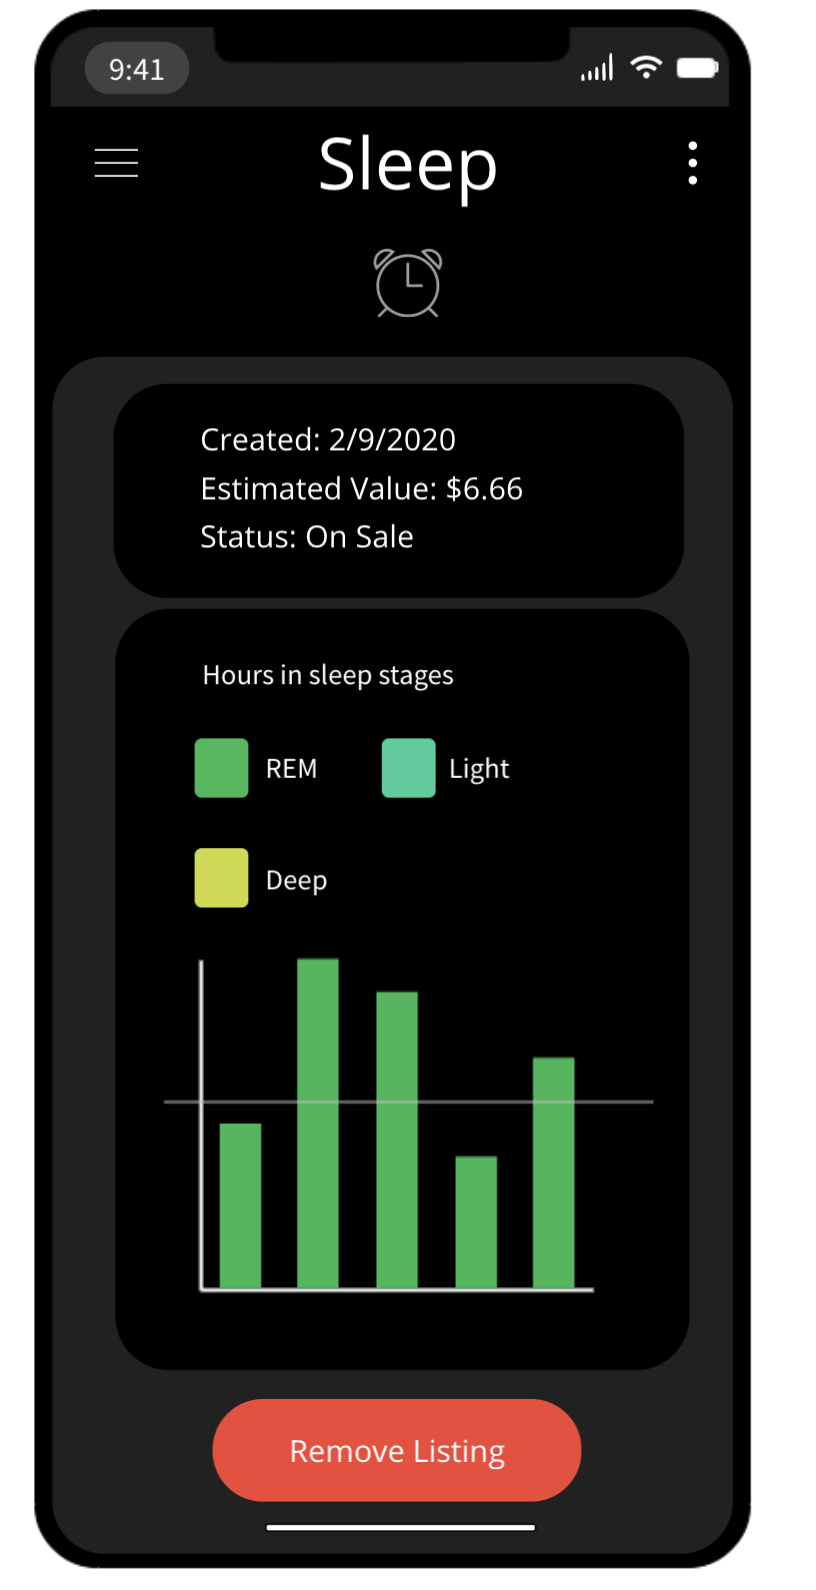 9:41
Sleep
Created: 2/9/2020
Estimated Value: $6.66
Status: On Sale
Hours in sleep stages
REM
Light
Deep
Remove Listing